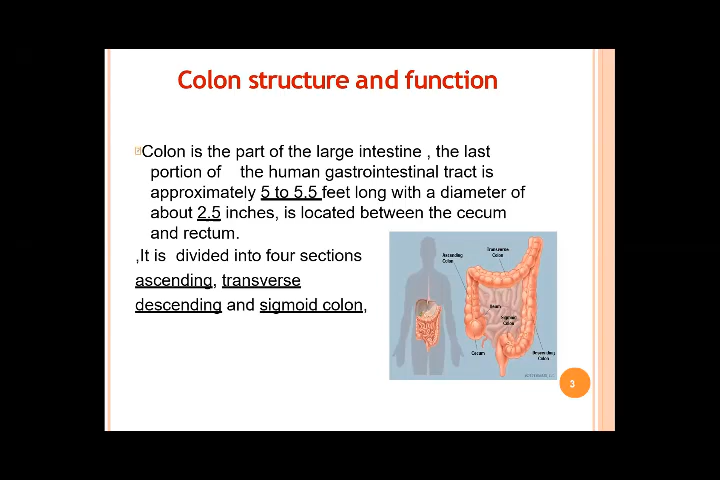 Colon structure and function
Colon is the part of the large intestine , the last
portion of the human gastrointestinal tract is
approximately 5 to 5.5 feet long with a diameter of
about 2.5 inches, is located between the cecum
and rectum.
,It is divided into four sections
ascending, transverse
descending and sigmoid colon,
Transverse
Colon
Ascending
Colon
Ileum
Sigmoid
Colon
Cecum
Descending
Colon
3